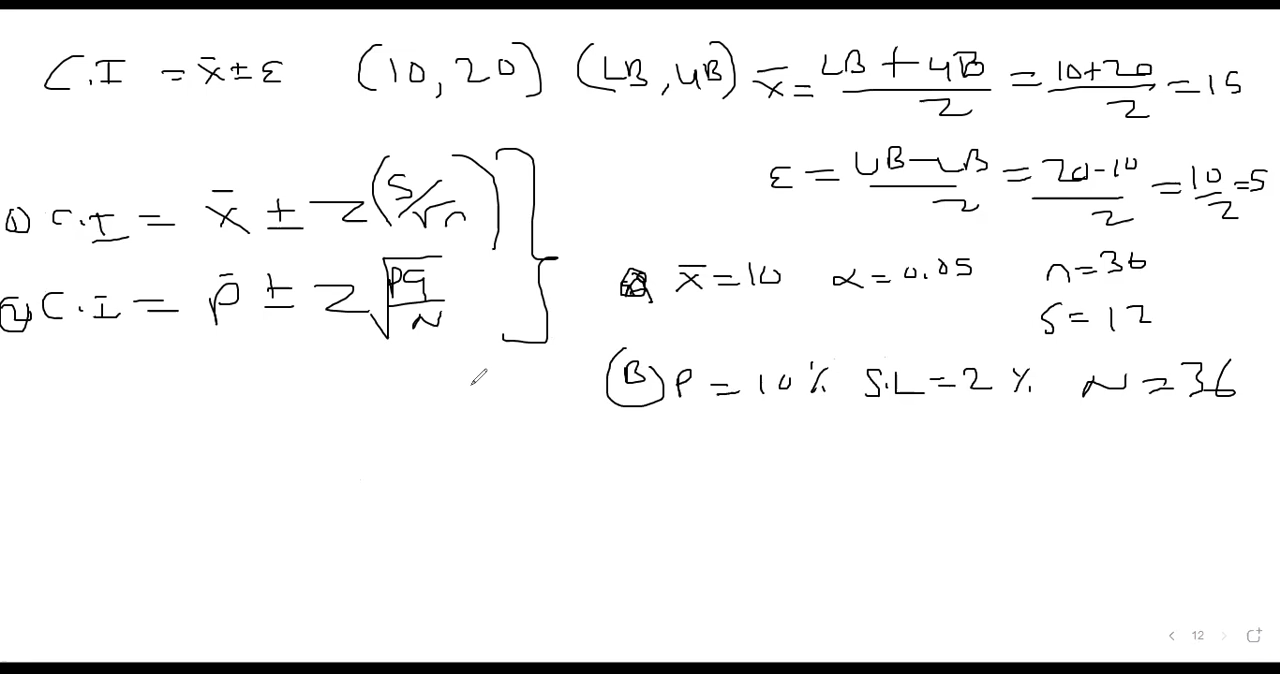 C.I = x̄ ± ε (10, 20) (LB, UB) x̄ = LB + UB / 2 = 10+20 / 2 = 15
ε = UB - LB / 2 = 20-10 / 2 = 10/2 = 5
1) C.I = x̄ ± Z (S/√n)
x̄ = 10 α = 0.05 n = 36
2) C.I = p̄ ± Z √pq/N
S = 12
(B) P = 10% S.L = 2% N = 36
12